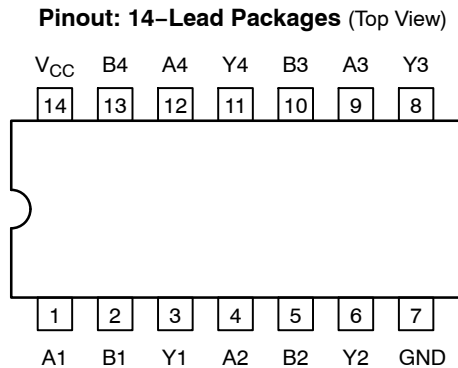 Pinout: 14–Lead Packages (Top View)
VCC B4 A4 Y4 B3 A3 Y3
14 13 12 11 10 9 8
1 2 3 4 5 6 7
A1 B1 Y1 A2 B2 Y2 GND